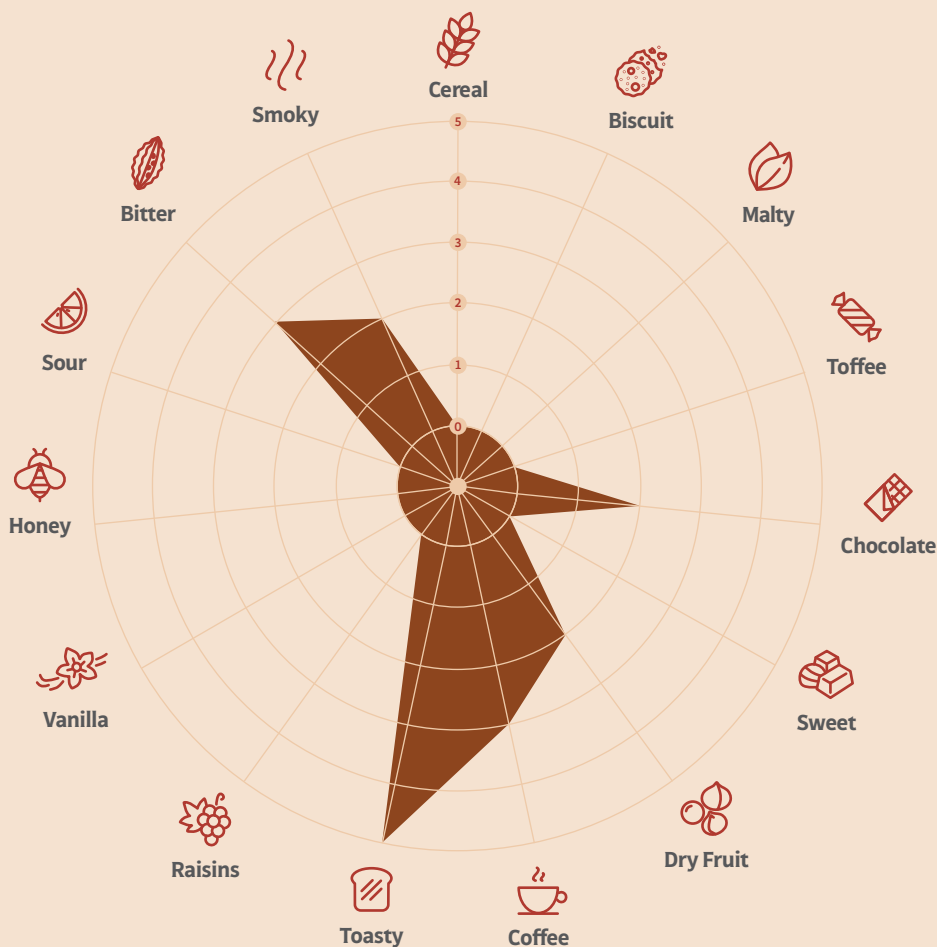 Cereal
Smoky
Biscuit
5
4
Bitter
Malty
3
2
Sour
Toffee
1
0
Honey
Chocolate
Vanilla
Sweet
Raisins
Dry Fruit
Toasty
Coffee